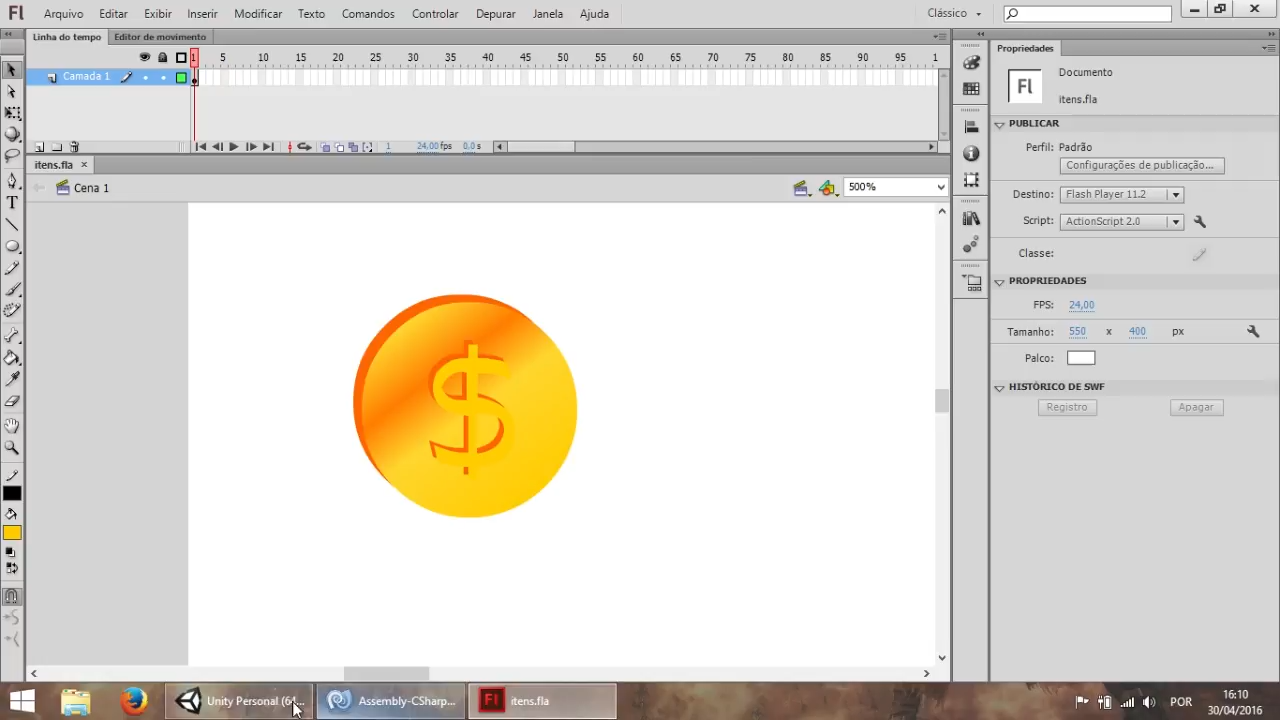 Fl Arquivo Editar Exibir Inserir Modificar Texto Comandos Controlar Depurar Janela Ajuda Clássico
Linha do tempo Editor de movimento
1 5 10 15 20 25 30 35 40 45 50 55 60 65 70 75 80 85 90 95 1
Camada 1
1 24,00 fps 0,0 s
itens.fla ×
Cena 1 500%
$
Propriedades
Fl Documento
itens.fla
PUBLICAR
Perfil: Padrão
Configurações de publicação...
Destino: Flash Player 11.2
Script: ActionScript 2.0
Classe:
PROPRIEDADES
FPS: 24,00
Tamanho: 550 x 400 px
Palco:
HISTÓRICO DE SWF
Registro Apagar
Unity Personal (64... Assembly-CSharp... Fl itens.fla POR 16:10
30/04/2016